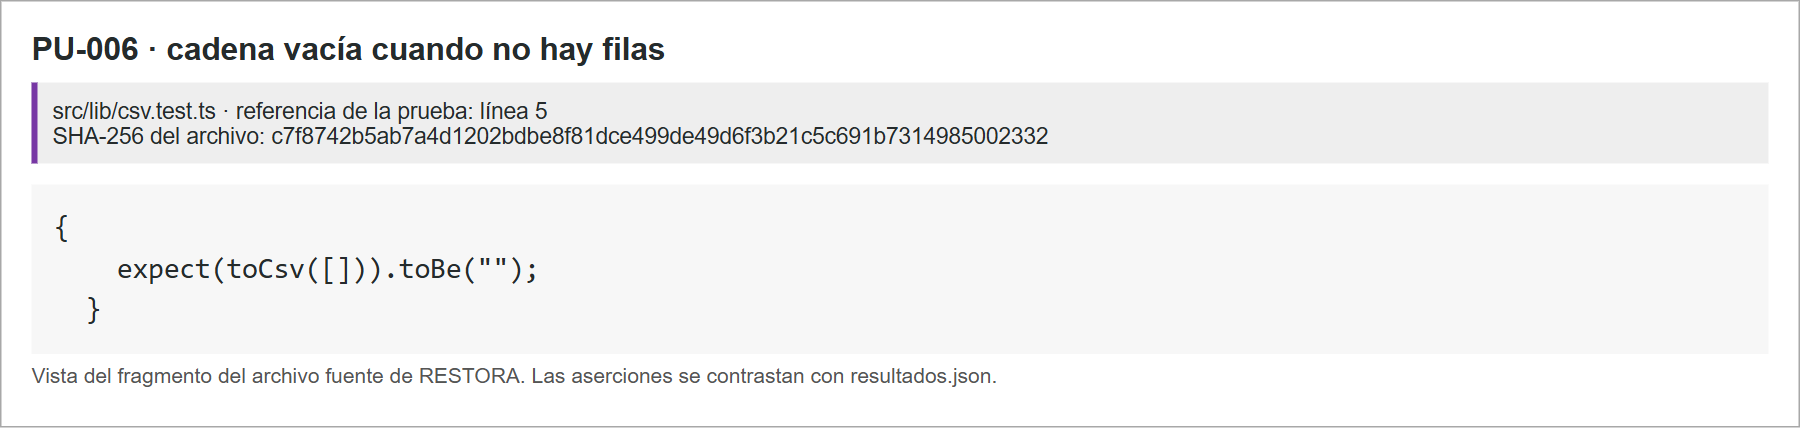 PU-006 · cadena vacía cuando no hay filas
src/lib/csv.test.ts · referencia de la prueba: línea 5
SHA-256 del archivo: c7f8742b5ab7a4d1202bdbe8f81dce499de49d6f3b21c5c691b7314985002332
{
    expect(toCsv([])).toBe("");
  }
Vista del fragmento del archivo fuente de RESTORA. Las aserciones se contrastan con resultados.json.